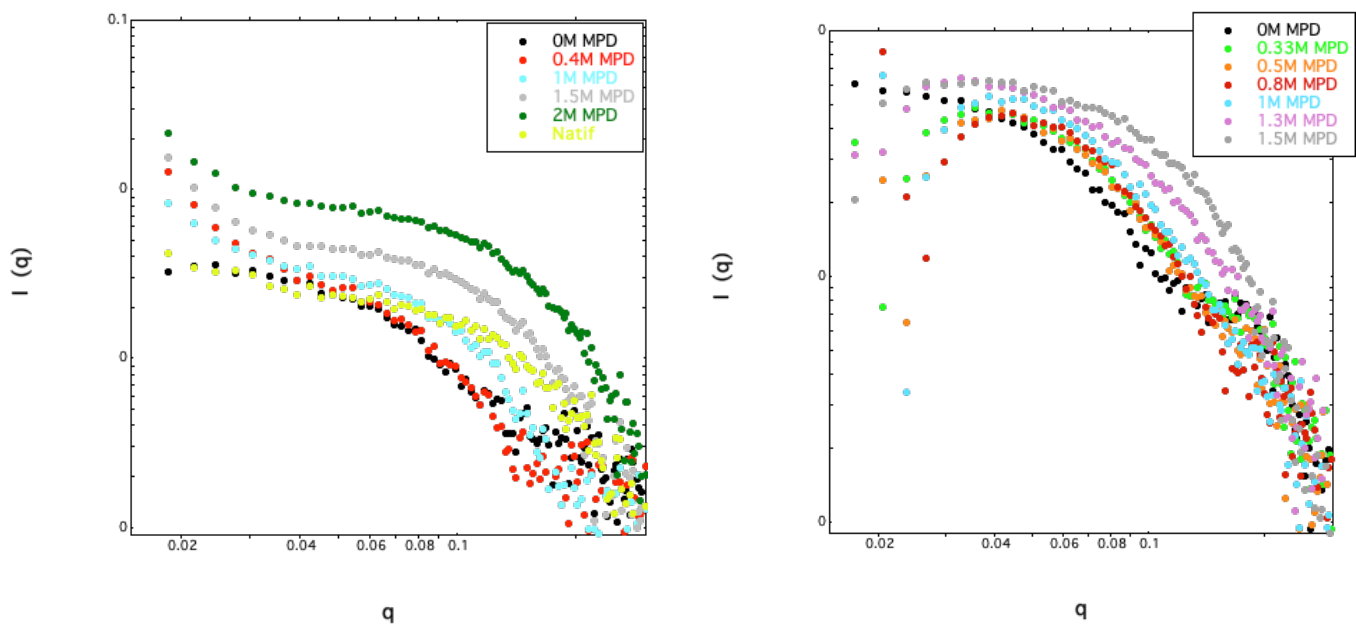 0.1
0
0
0
I (q)
0M MPD
0.4M MPD
1M MPD
1.5M MPD
2M MPD
Natif
0.02
0.04
0.06
0.08
0.1
q
0
0
0
I (q)
0M MPD
0.33M MPD
0.5M MPD
0.8M MPD
1M MPD
1.3M MPD
1.5M MPD
0.02
0.04
0.06
0.08
0.1
q